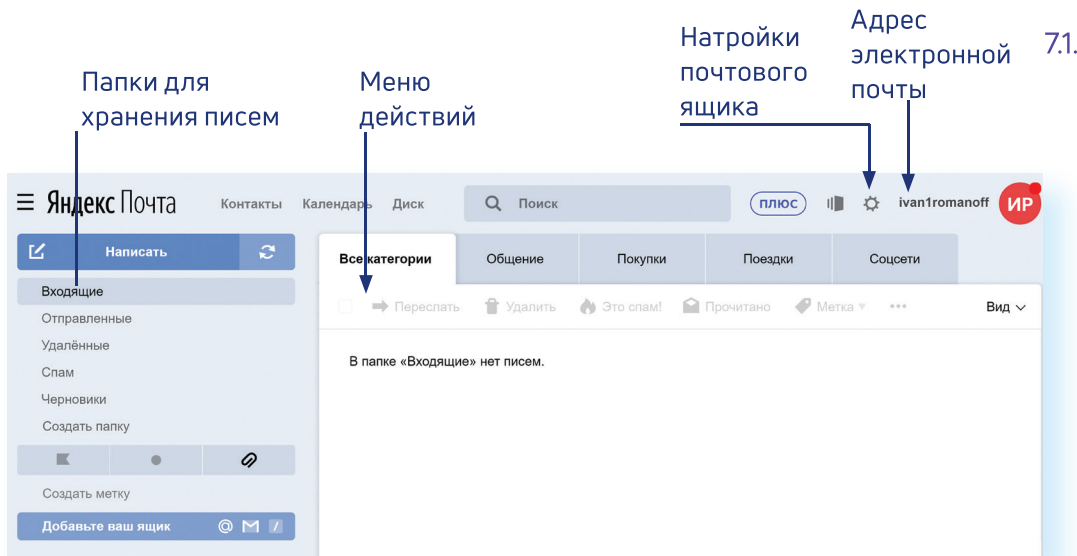 Папки для
хранения писем
Меню
действий
Натройки
почтового
ящика
Адрес
электронной
почты
7.1.
Яндекс Почта
Контакты Календарь Диск
Поиск
плюс
ivan1romanoff
ИР
Написать
Входящие
Отправленные
Удалённые
Спам
Черновики
Создать папку
Создать метку
Добавьте ваш ящик
Все категории Общение Покупки Поездки Соцсети
Переслать Удалить Это спам! Прочитано Метка Вид
В папке «Входящие» нет писем.